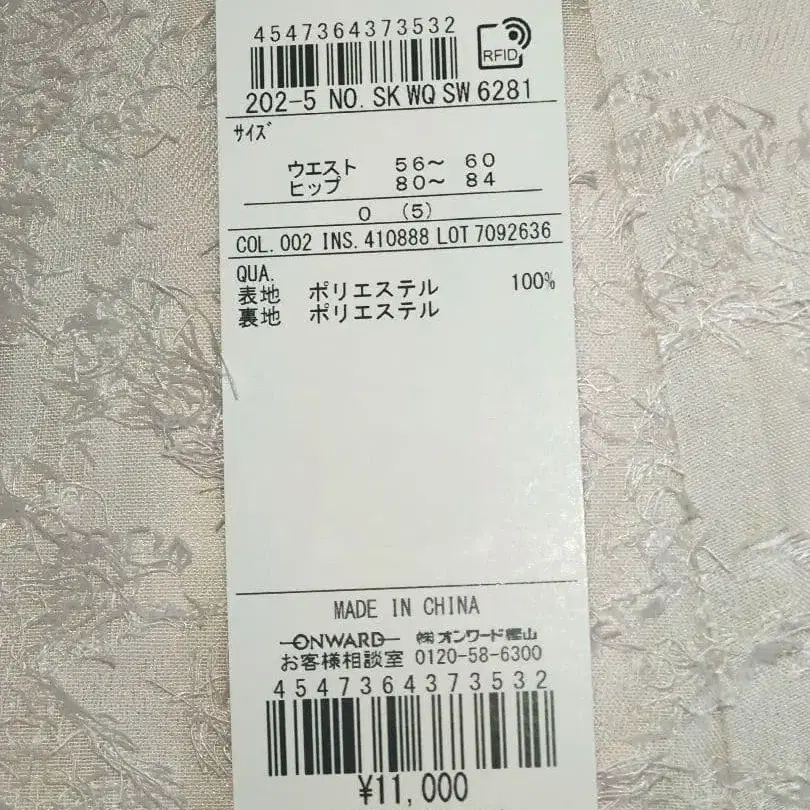 4547364373532
RFID
202-5 NO. SK WQ SW 6281
サイズ
ウエスト 56〜 60
ヒップ 80〜 84
0 (5)
COL. 002 INS. 410888 LOT 7092636
QUA.
表地 ポリエステル 100%
裏地 ポリエステル
MADE IN CHINA
ONWARD ㈱オンワード樫山
お客様相談室 0120-58-6300
4547364373532
¥11,000